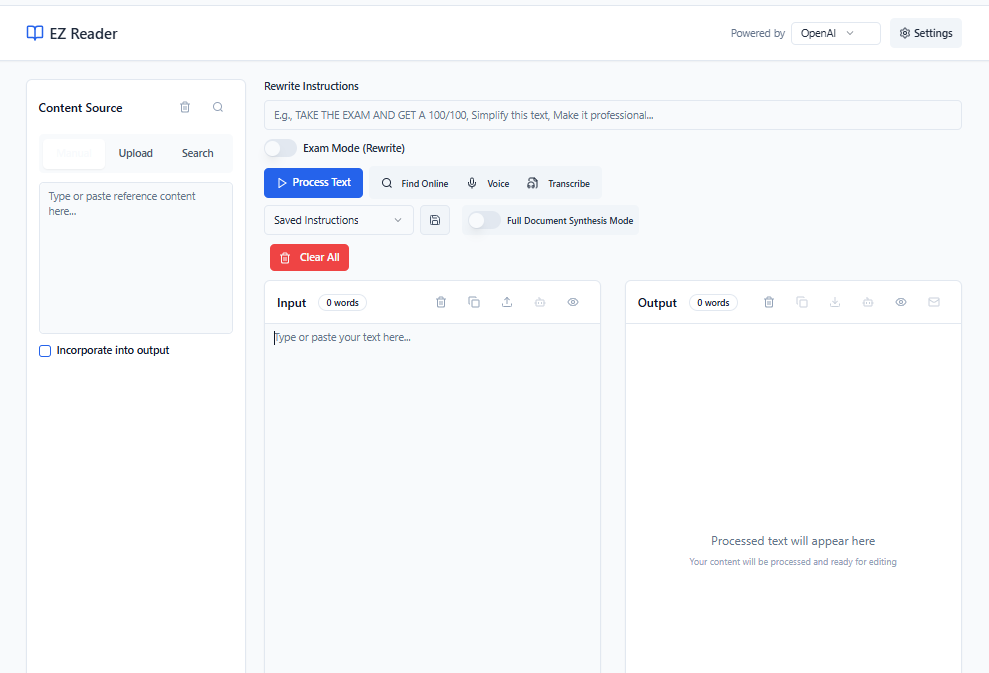 EZ Reader
Powered by OpenAI Settings
Content Source
Upload Search
Type or paste reference content
here...
Incorporate into output
Rewrite Instructions
E.g., TAKE THE EXAM AND GET A 100/100, Simplify this text, Make it professional...
Exam Mode (Rewrite)
Process Text Find Online Voice Transcribe
Saved Instructions Full Document Synthesis Mode
Clear All
Input 0 words
Type or paste your text here...
Output 0 words
Processed text will appear here
Your content will be processed and ready for editing